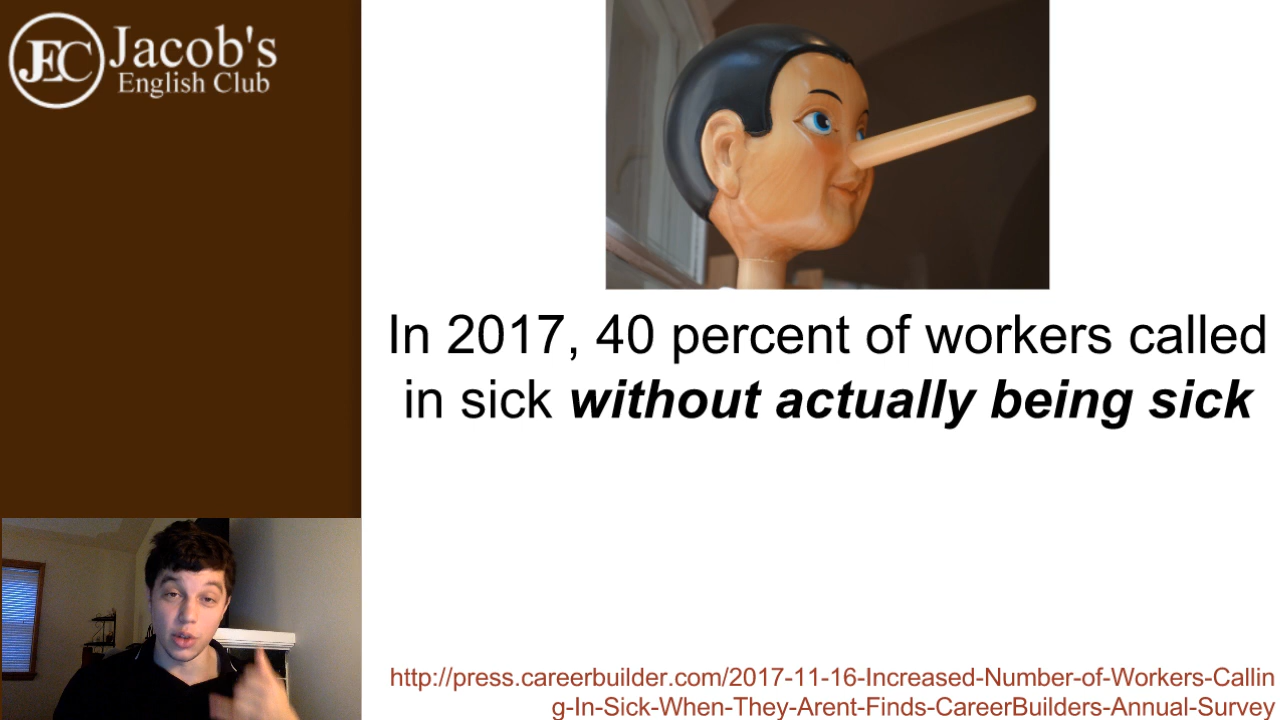 JEC
Jacob's
English Club
In 2017, 40 percent of workers called
in sick without actually being sick
http://press.careerbuilder.com/2017-11-16-Increased-Number-of-Workers-Callin
g-In-Sick-When-They-Arent-Finds-CareerBuilders-Annual-Survey